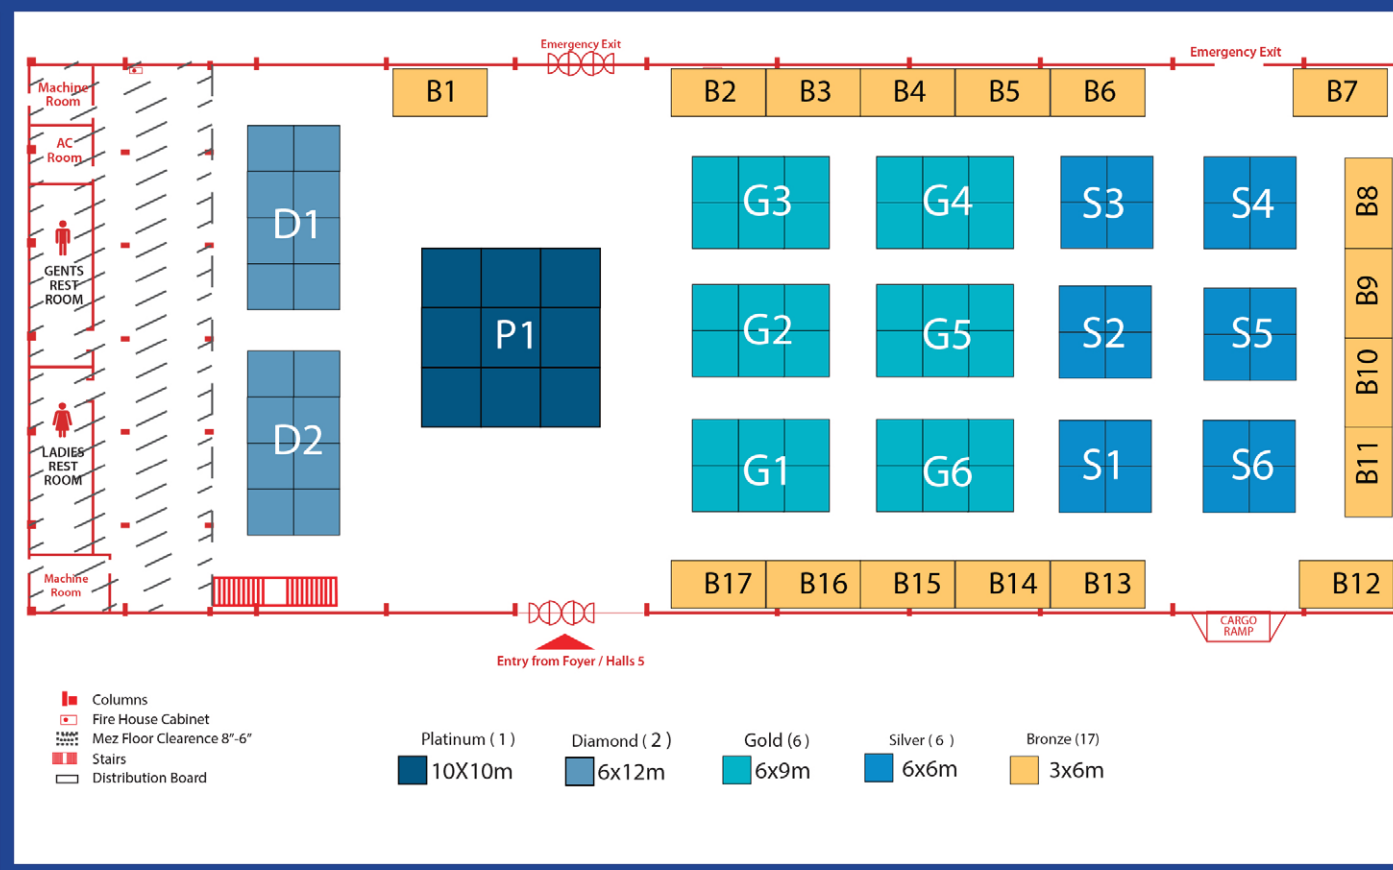 Emergency Exit
Emergency Exit
Machine
Room
B1
B2
B3
B4
B5
B6
B7
AC
Room
D1
G3
G4
S3
S4
B8
GENTS
REST
ROOM
P1
G2
G5
S2
S5
B9
B10
D2
LADIES
REST
ROOM
G1
G6
S1
S6
B11
Machine
Room
B17
B16
B15
B14
B13
B12
CARGO
RAMP
Entry from Foyer / Halls 5
Columns
Fire House Cabinet
Mez Floor Clearence 8”-6”
Stairs
Distribution Board
Platinum ( 1 )
10X10m
Diamond ( 2 )
6x12m
Gold (6)
6x9m
Silver ( 6 )
6x6m
Bronze (17)
3x6m